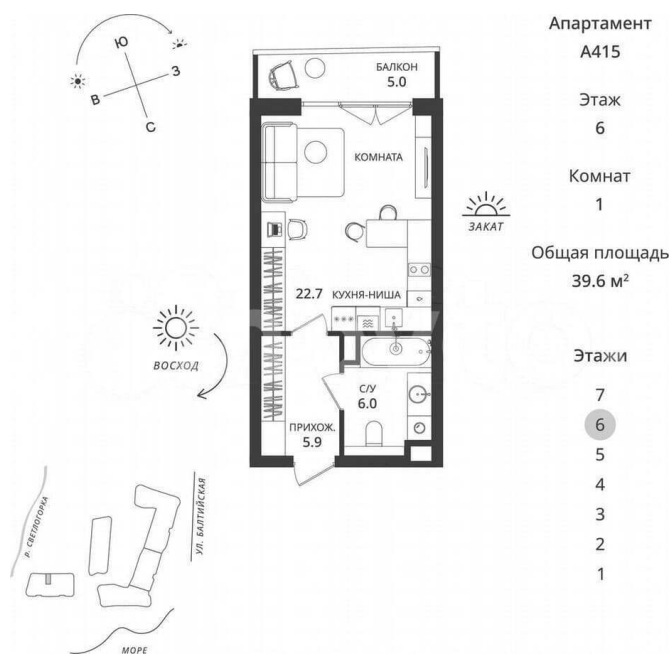 Ю
З
В
С
БАЛКОН
5.0
КОМНАТА
22.7
КУХНЯ-НИША
С/У
6.0
ПРИХОЖ.
5.9
ЗАКАТ
ВОСХОД
Апартамент
А415
Этаж
6
Комнат
1
Общая площадь
39.6 м²
Этажи
7
6
5
4
3
2
1
р. СВЕТЛОГОРКА
УЛ. БАЛТИЙСКАЯ
МОРЕ